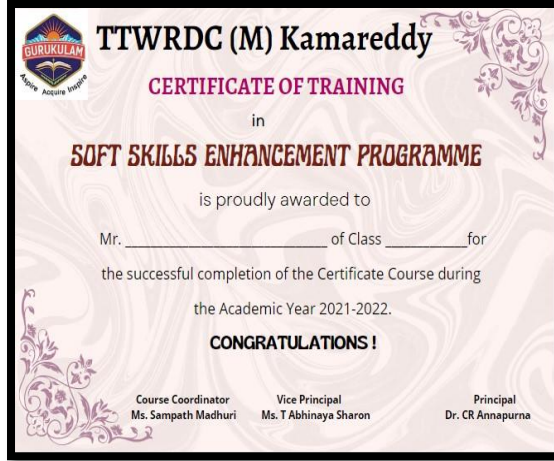 GURUKULAM
Aspire Acquire Inspire
TTWRDC (M) Kamareddy
CERTIFICATE OF TRAINING
in
SOFT SKILLS ENHANCEMENT PROGRAMME
is proudly awarded to
Mr. ____________________________ of Class ___________for
the successful completion of the Certificate Course during
the Academic Year 2021-2022.
CONGRATULATIONS !
Course Coordinator Vice Principal Principal
Ms. Sampath Madhuri Ms. T Abhinaya Sharon Dr. CR Annapurna